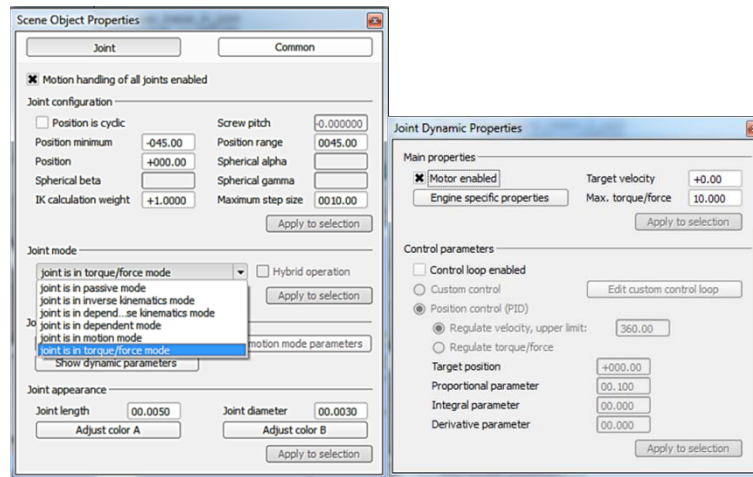 Scene Object Properties
Joint
Common
Motion handling of all joints enabled
Joint configuration
Position is cyclic
Screw pitch
-0.000000
Position minimum
-045.00
Position range
0045.00
Position
+000.00
Spherical alpha
Spherical beta
Spherical gamma
IK calculation weight
+1.0000
Maximum step size
0010.00
Apply to selection
Joint mode
joint is in torque/force mode
Hybrid operation
joint is in passive mode
joint is in inverse kinematics mode
joint is in depend...se kinematics mode
joint is in dependent mode
joint is in motion mode
joint is in torque/force mode
Apply to selection
Jo
motion mode parameters
Show dynamic parameters
Joint appearance
Joint length
00.0050
Joint diameter
00.0030
Adjust color A
Adjust color B
Apply to selection
Joint Dynamic Properties
Main properties
Motor enabled
Target velocity
+0.00
Engine specific properties
Max. torque/force
10.000
Apply to selection
Control parameters
Control loop enabled
Custom control
Edit custom control loop
Position control (PID)
Regulate velocity, upper limit:
360.00
Regulate torque/force
Target position
+000.00
Proportional parameter
00.100
Integral parameter
00.000
Derivative parameter
00.000
Apply to selection